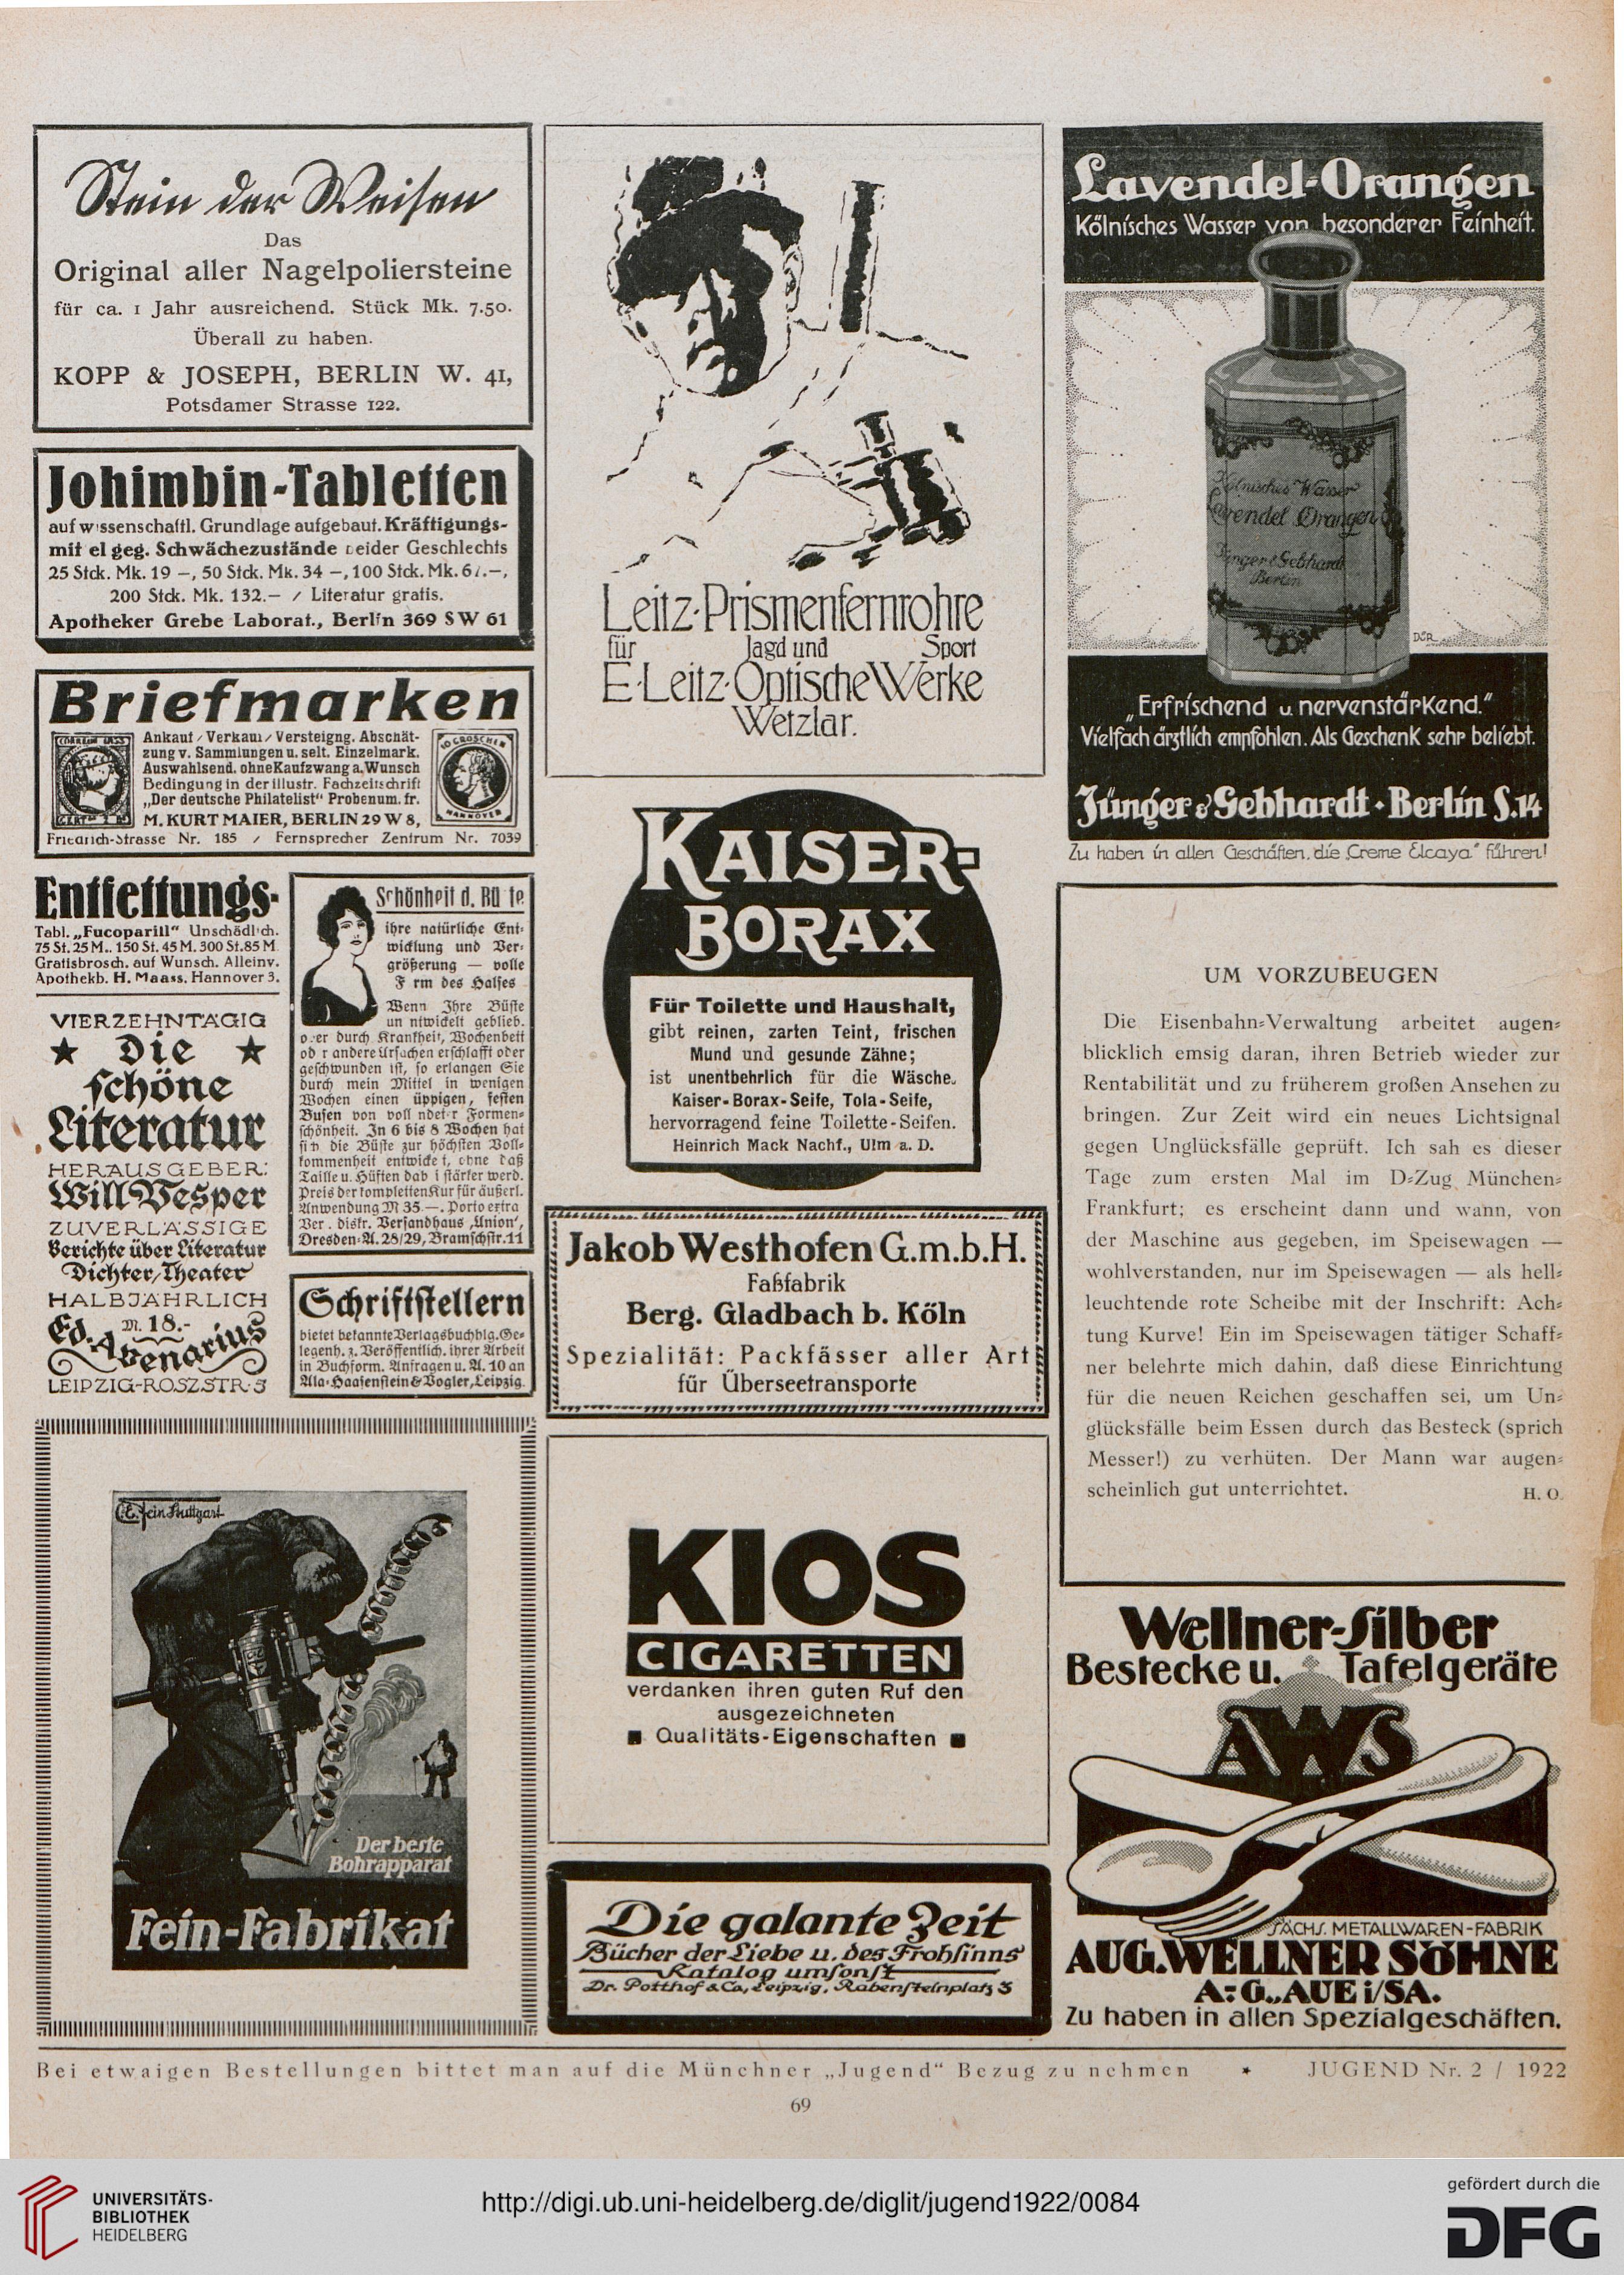 Stein der Weisen
Das
Original aller Nagelpoliersteine
für ca. 1 Jahr ausreichend. Stück Mk. 7.50.
Überall zu haben.
KOPP & JOSEPH, BERLIN W. 41,
Potsdamer Strasse 122.
Johimbin-Tabletten
auf wissenschaftl. Grundlage aufgebaut. Kräftigungs-
mittel geg. Schwächezustände beider Geschlechts
25 Stck. Mk. 19 –, 50 Stck. Mk. 34 –, 100 Stck. Mk. 67.–,
200 Stck. Mk. 132.– / Literatur gratis.
Apotheker Grebe Laborat., Berlin 369 SW 61
Briefmarken
Ankauf / Verkauf / Versteigng. Abschät-
zung v. Sammlungen u. selt. Einzelmark.
Auswahlsend. ohne Kaufzwang a. Wunsch
Bedingung in der illustr. Fachzeitschrift
„Der deutsche Philatelist“ Probenum. fr.
M. KURT MAIER, BERLIN 29 W 8,
Friedrich-Strasse Nr. 185 / Fernsprecher Zentrum Nr. 7039
10 GROSCHEN
HANNOVER
Entfettungs-
Tabl. „Fucoparill“ Unschädlich.
75 St. 25 M.. 150 St. 45 M. 300 St. 85 M
Gratisbrosch. auf Wunsch. Alleinv.
Apothekb. H. Maass, Hannover 3.
VIERZEHNTÄGIG
★ Die ★
schöne
Literatur
HERAUSGEBER:
Will Vesper
ZUVERLÄSSIGE
Berichte über Literatur
Dichter/Theater
HALBJÄHRLICH
M. 18.-
Ed. Avenarius
LEIPZIG-ROSZSTR·5
Schönheit d. Büste
ihre natürliche Ent-
wicklung und Ver-
größerung — volle
Form des Halses
Wenn Ihre Büste
unentwickelt geblieb.
oder durch Krankheit, Wochenbett
oder andere Ursachen erschlafft oder
geschwunden ist, so erlangen Sie
durch mein Mittel in wenigen
Wochen einen üppigen, festen
Busen von vollendeter Formen-
schönheit. In 6 bis 8 Wochen hat
sich die Büste zur höchsten Voll-
kommenheit entwickelt, ohne daß
Taille u. Hüften dabei stärker werd.
Preis der kompletten Kur für äußerl.
Anwendung M 35.—. Porto extra
Ver. diskr. Versandhaus ‚Union‘,
Dresden-A. 28/29, Bramschstr. 11
Schriftstellern
bietet bekannte Verlagsbuchhlg. Ge-
legenh. z. Veröffentlich. ihrer Arbeit
in Buchform. Anfragen u. A. 10 an
Ala-Haasenstein & Vogler, Leipzig.
C.E. Fein Stuttgart
Der beste
Bohrapparat
Fein-Fabrikat
Leitz-Prismenfernrohre
für Jagd und Sport
E·Leitz·Optische Werke
Wetzlar.
KAISER-
BORAX
Für Toilette und Haushalt,
gibt reinen, zarten Teint, frischen
Mund und gesunde Zähne;
ist unentbehrlich für die Wäsche.
Kaiser-Borax-Seife, Tola-Seife,
hervorragend feine Toilette-Seifen.
Heinrich Mack Nachf., Ulm a. D.
Jakob Westhofen G.m.b.H.
Faßfabrik
Berg. Gladbach b. Köln
Spezialität: Packfässer aller Art
für Überseetransporte
KIOS
CIGARETTEN
verdanken ihren guten Ruf den
ausgezeichneten
Qualitäts-Eigenschaften
Die galante Zeit
Bücher der Liebe u. des Frohsinns
Katalog umsonst
Dr. Potthof & Co, Leipzig, Rabensteinplatz 3
Lavendel-Orangen
Kölnisches Wasser von besonderer Feinheit.
Kölnisches Wasser
Lavendel Orangen
Jünger & Gebhardt
Berlin
„Erfrischend u. nervenstärkend.“
Vielfach ärztlich empfohlen. Als Geschenk sehr beliebt.
Jünger & Gebhardt · Berlin S.14
Zu haben in allen Geschäften, die „Creme Elcaya“ führen!
UM VORZUBEUGEN
Die Eisenbahn-Verwaltung arbeitet augen-
blicklich emsig daran, ihren Betrieb wieder zur
Rentabilität und zu früherem großen Ansehen zu
bringen. Zur Zeit wird ein neues Lichtsignal
gegen Unglücksfälle geprüft. Ich sah es dieser
Tage zum ersten Mal im D-Zug München-
Frankfurt; es erscheint dann und wann, von
der Maschine aus gegeben, im Speisewagen —
wohlverstanden, nur im Speisewagen — als hell-
leuchtende rote Scheibe mit der Inschrift: Ach-
tung Kurve! Ein im Speisewagen tätiger Schaff-
ner belehrte mich dahin, daß diese Einrichtung
für die neuen Reichen geschaffen sei, um Un-
glücksfälle beim Essen durch das Besteck (sprich
Messer!) zu verhüten. Der Mann war augen-
scheinlich gut unterrichtet.
H. O.
Wellner-Silber
Bestecke u. Tafelgeräte
AWS
SÄCHS. METALLWAREN-FABRIK
AUG. WELLNER SÖHNE
A:G., AUE i/SA.
Zu haben in allen Spezialgeschäften.
Bei etwaigen Bestellungen bittet man auf die Münchner „Jugend“ Bezug zu nehmen ★ JUGEND Nr. 2 / 1922
69
UNIVERSITÄTS-
BIBLIOTHEK
HEIDELBERG
http://digi.ub.uni-heidelberg.de/diglit/jugend1922/0084
gefördert durch die
DFG